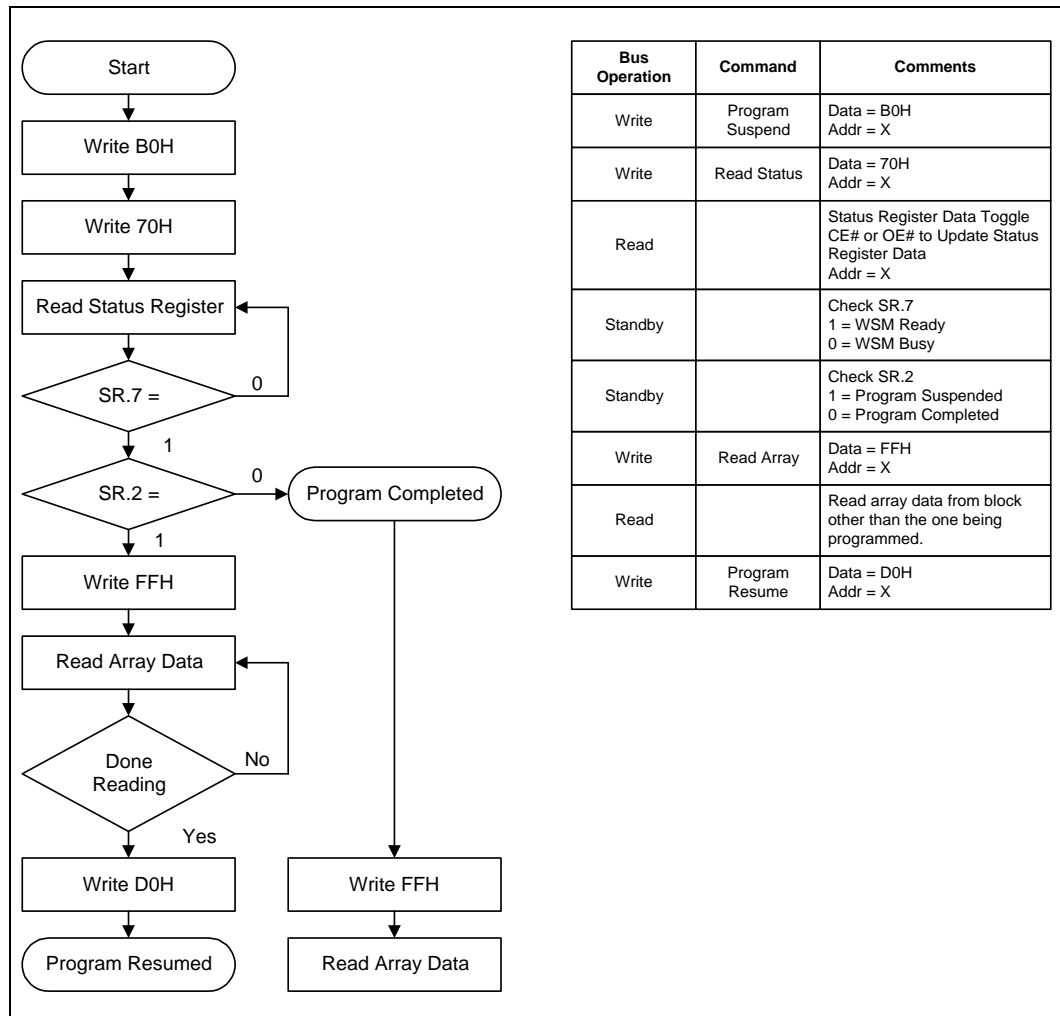 Start
Write B0H
Write 70H
Read Status Register
SR.7 =
0
1
SR.2 =
0
Program Completed
1
Write FFH
Read Array Data
Done
Reading
No
Yes
Write D0H
Write FFH
Program Resumed
Read Array Data
Bus
Operation
Command
Comments
Write
Program
Suspend
Data = B0H
Addr = X
Write
Read Status
Data = 70H
Addr = X
Read
Status Register Data Toggle
CE# or OE# to Update Status
Register Data
Addr = X
Standby
Check SR.7
1 = WSM Ready
0 = WSM Busy
Standby
Check SR.2
1 = Program Suspended
0 = Program Completed
Write
Read Array
Data = FFH
Addr = X
Read
Read array data from block
other than the one being
programmed.
Write
Program
Resume
Data = D0H
Addr = X